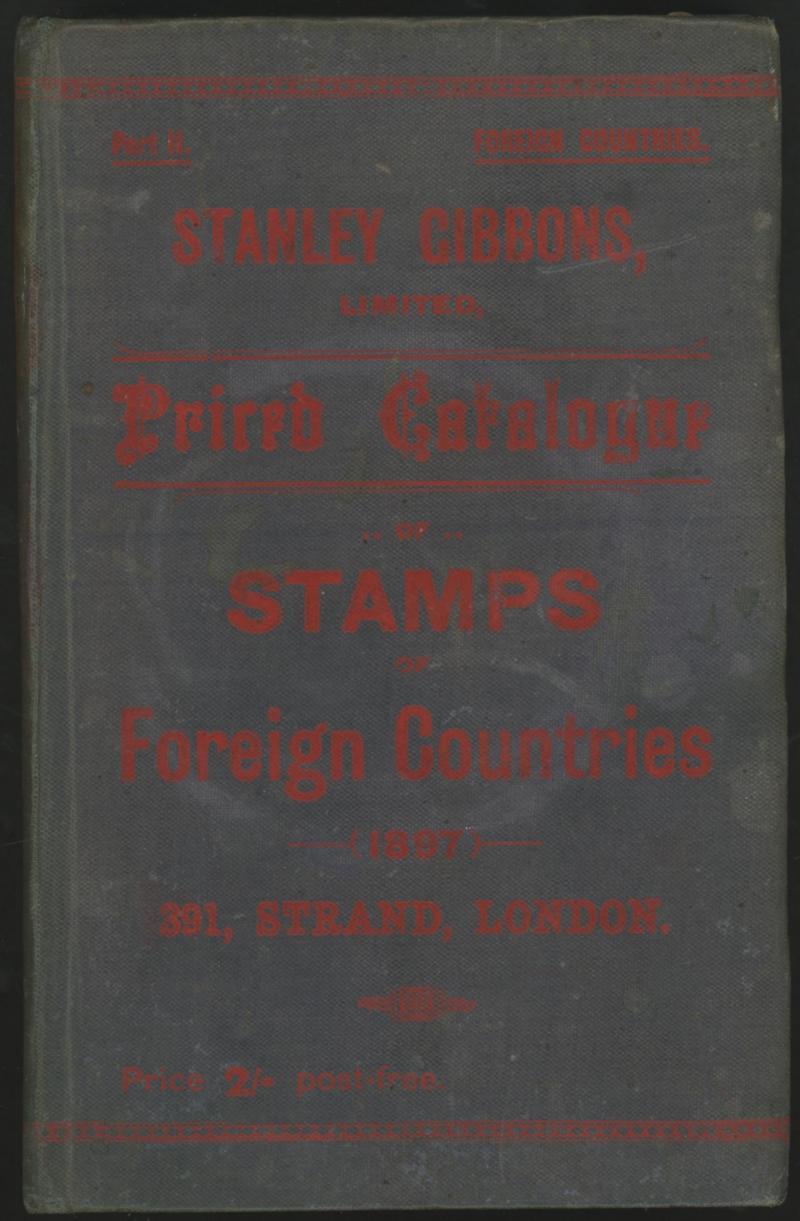 Part II. FOREIGN COUNTRIES.
STANLEY GIBBONS,
LIMITED,
Priced Catalogue
.. OF ..
STAMPS
OF
Foreign Countries
(1897)
391, STRAND, LONDON.
Price 2/- post-free.